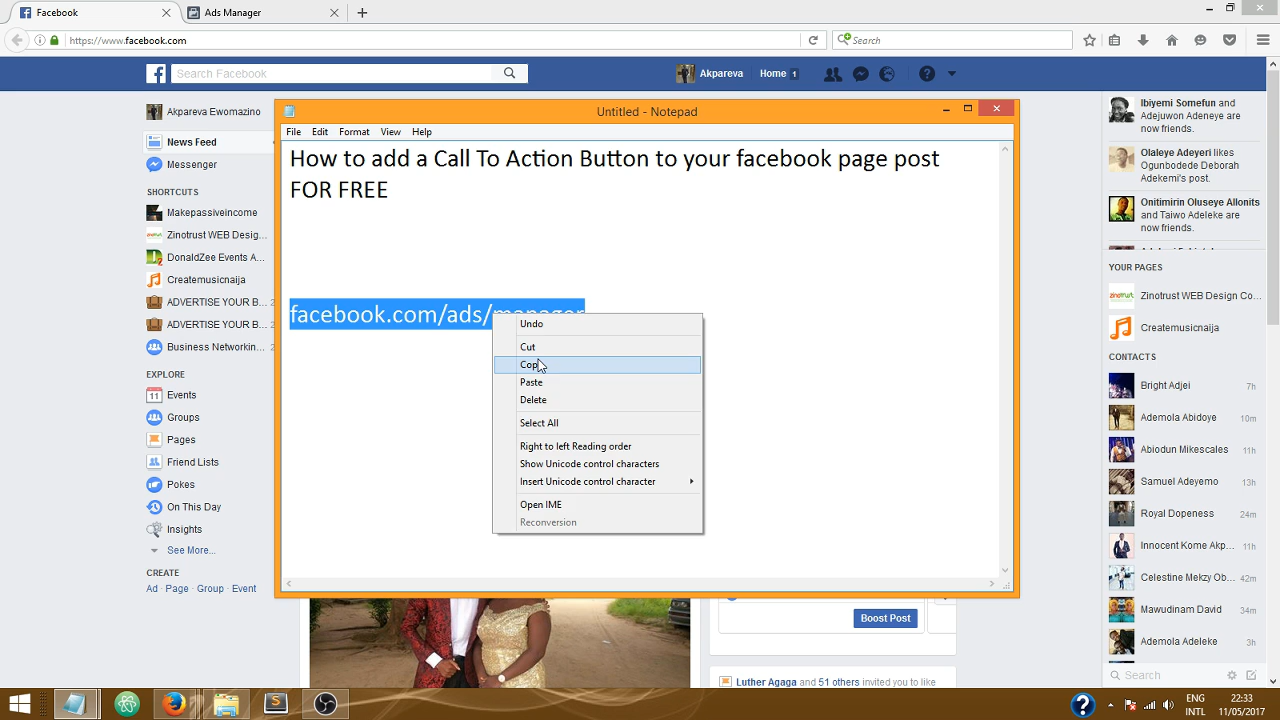 Facebook
Ads Manager
https://www.facebook.com
Search
Search Facebook
Akpareva
Home 1
Akpareva Ewomazino
News Feed
Messenger
SHORTCUTS
Makepassiveincome
Zinotrust WEB Desig...
DonaldZee Events A...
Createmusicnaija
ADVERTISE YOUR B... 2
ADVERTISE YOUR B... 2
Business Networkin...
EXPLORE
11 Events
Groups
Pages
Friend Lists
Pokes
On This Day
Insights
See More...
CREATE
Ad · Page · Group · Event
Untitled - Notepad
File Edit Format View Help
How to add a Call To Action Button to your facebook page post
FOR FREE
facebook.com/ads/manager
Undo
Cut
Copy
Paste
Delete
Select All
Right to left Reading order
Show Unicode control characters
Insert Unicode control character
Open IME
Reconversion
Boost Post
Luther Agaga and 51 others invited you to like
Ibiyemi Somefun and
Adejuwon Adeneye are
now friends.
Olaleye Adeyeri likes
Ogunbodede Deborah
Adekemi's post.
Onitimirin Oluseye Allonits
and Taiwo Adeleke are
now friends.
YOUR PAGES
Zinotrust WEB Design Co...
Createmusicnaija
CONTACTS
Bright Adjei 7h
Ademola Abidoye 10m
Abiodun Mikescales 11h
Samuel Adeyemo 13h
Royal Dopeness 24m
Innocent Kome Akp... 11h
Celestine Mekzy Ob... 42m
Mawudinam David 34m
Ademola Adeleke 3h
Search
ENG
INTL
22:33
11/05/2017